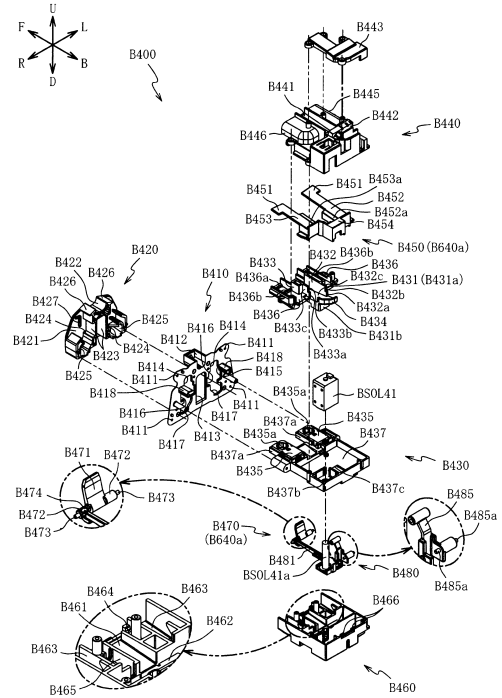 U
F
L
R
B
D
B400
B443
B441
B445
B442
B446
B440
B451
B453a
B451
B452
B452a
B453
B454
B450(B640a)
B420
B422
B426
B426
B427
B424
B421
B425
B423
B424
B425
B410
B416
B414
B412
B411
B414
B418
B411
B415
B418
B416
B411
B411
B417
B413
B417
B432
B436b
B433
B436
B436a
B432c
B436b
B431(B431a)
B432b
B436
B432a
B433c
B434
B433b
B431b
B433a
BSOL41
B435a
B437a
B435
B435a
B437
B437a
B435
B430
B437b
B437c
B471
B472
B474
B472
B473
B473
B470
(B640a)
B481
BSOL41a
B480
B485
B485a
B485a
B464
B463
B461
B462
B463
B465
B466
B460